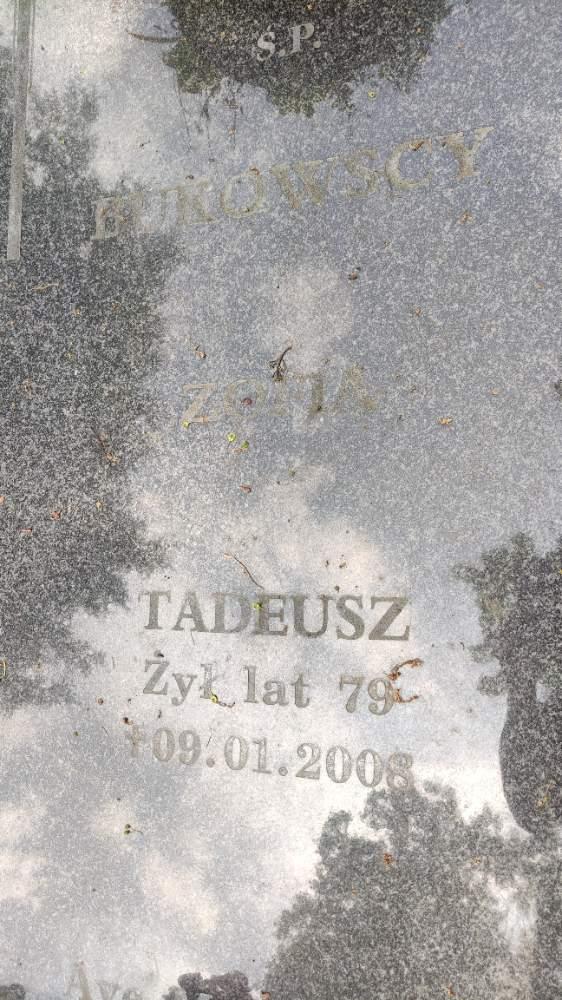 Ś.P.
BUKOWSCY
ZOFIA
TADEUSZ
Żył lat 79
†09.01.2008